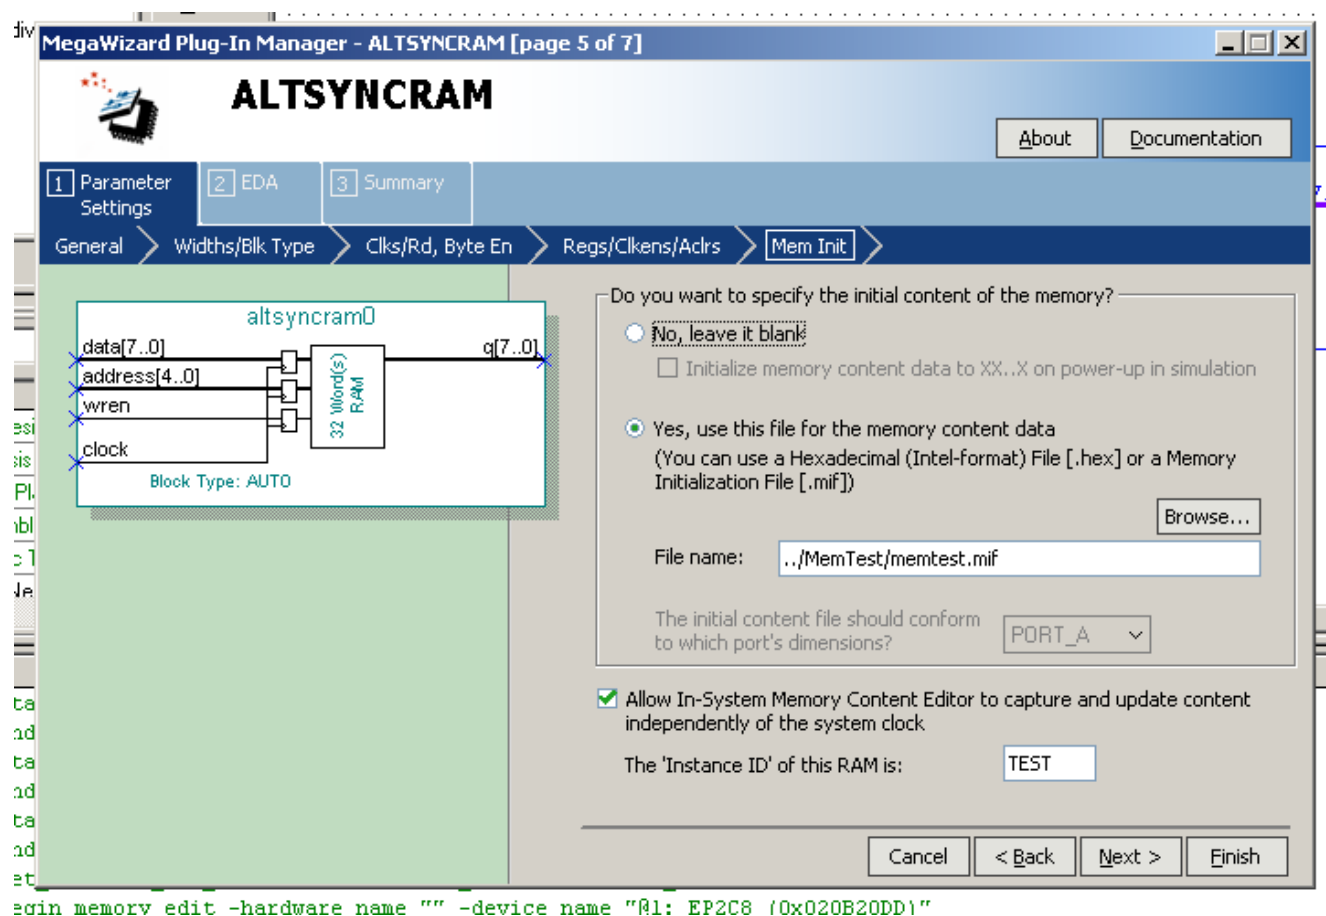 MegaWizard Plug-In Manager - ALTSYNCRAM [page 5 of 7]
ALTSYNCRAM
About
Documentation
1 Parameter Settings
2 EDA
3 Summary
General
Widths/Blk Type
Clks/Rd, Byte En
Regs/Clkens/Aclrs
Mem Init
altsyncram0
data[7..0]
q[7..0]
address[4..0]
wren
clock
32 Word(s)
RAM
Block Type: AUTO
Do you want to specify the initial content of the memory?
No, leave it blank
Initialize memory content data to XX..X on power-up in simulation
Yes, use this file for the memory content data
(You can use a Hexadecimal (Intel-format) File [.hex] or a Memory
Initialization File [.mif])
Browse...
File name:
../MemTest/memtest.mif
The initial content file should conform
to which port's dimensions?
PORT_A
Allow In-System Memory Content Editor to capture and update content
independently of the system clock
The 'Instance ID' of this RAM is:
TEST
Cancel
< Back
Next >
Finish
egin memory edit -hardware name "" -device name "@1: EP2C8 (0x020B20DD)"